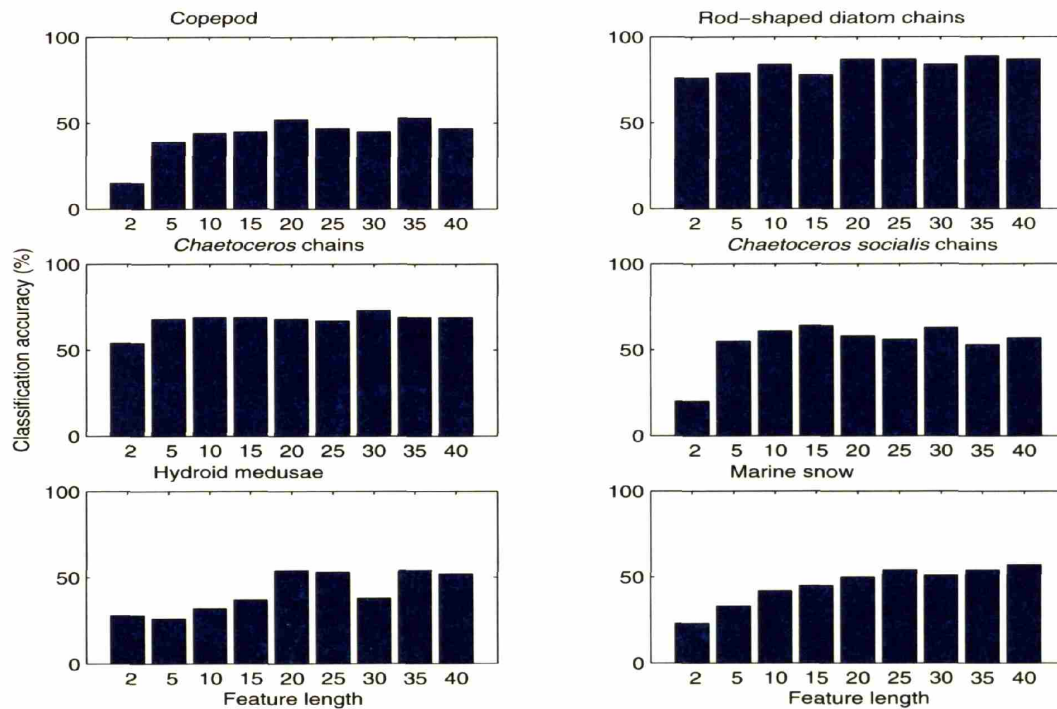 Copepod
Rod-shaped diatom chains
100
50
0
2 5 10 15 20 25 30 35 40
100
50
0
2 5 10 15 20 25 30 35 40
Chaetoceros chains
Chaetoceros socialis chains
Classification accuracy (%)
100
50
0
2 5 10 15 20 25 30 35 40
100
50
0
2 5 10 15 20 25 30 35 40
Hydroid medusae
Marine snow
100
50
0
2 5 10 15 20 25 30 35 40
Feature length
100
50
0
2 5 10 15 20 25 30 35 40
Feature length